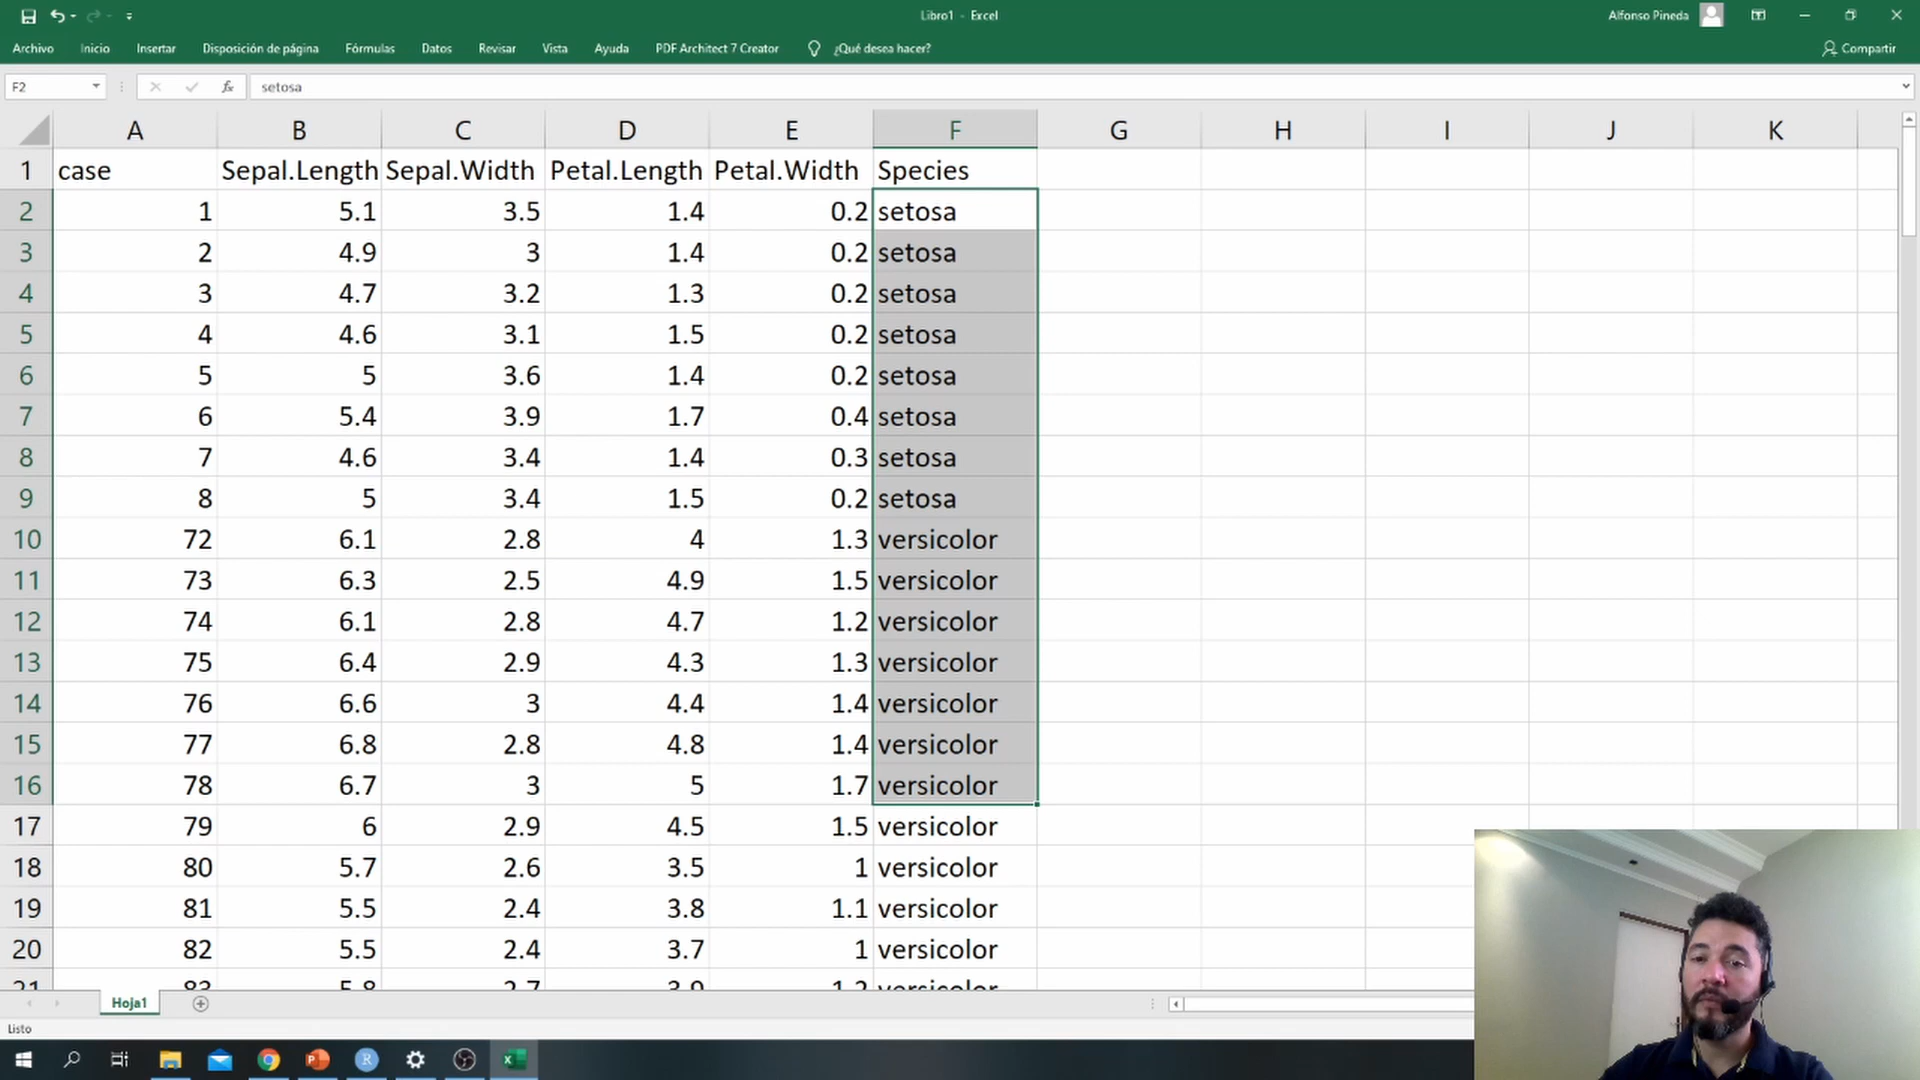 Libro1 - Excel
Alfonso Pineda
Archivo Inicio Insertar Disposición de página Fórmulas Datos Revisar Vista Ayuda PDF Architect 7 Creator ¿Qué desea hacer? Compartir
F2 fx setosa
A B C D E F G H I J K
1 case Sepal.Length Sepal.Width Petal.Length Petal.Width Species
2 1 5.1 3.5 1.4 0.2 setosa
3 2 4.9 3 1.4 0.2 setosa
4 3 4.7 3.2 1.3 0.2 setosa
5 4 4.6 3.1 1.5 0.2 setosa
6 5 5 3.6 1.4 0.2 setosa
7 6 5.4 3.9 1.7 0.4 setosa
8 7 4.6 3.4 1.4 0.3 setosa
9 8 5 3.4 1.5 0.2 setosa
10 72 6.1 2.8 4 1.3 versicolor
11 73 6.3 2.5 4.9 1.5 versicolor
12 74 6.1 2.8 4.7 1.2 versicolor
13 75 6.4 2.9 4.3 1.3 versicolor
14 76 6.6 3 4.4 1.4 versicolor
15 77 6.8 2.8 4.8 1.4 versicolor
16 78 6.7 3 5 1.7 versicolor
17 79 6 2.9 4.5 1.5 versicolor
18 80 5.7 2.6 3.5 1 versicolor
19 81 5.5 2.4 3.8 1.1 versicolor
20 82 5.5 2.4 3.7 1 versicolor
21 83 5.8 2.7 3.9 1.2 versicolor
Hoja1
Listo